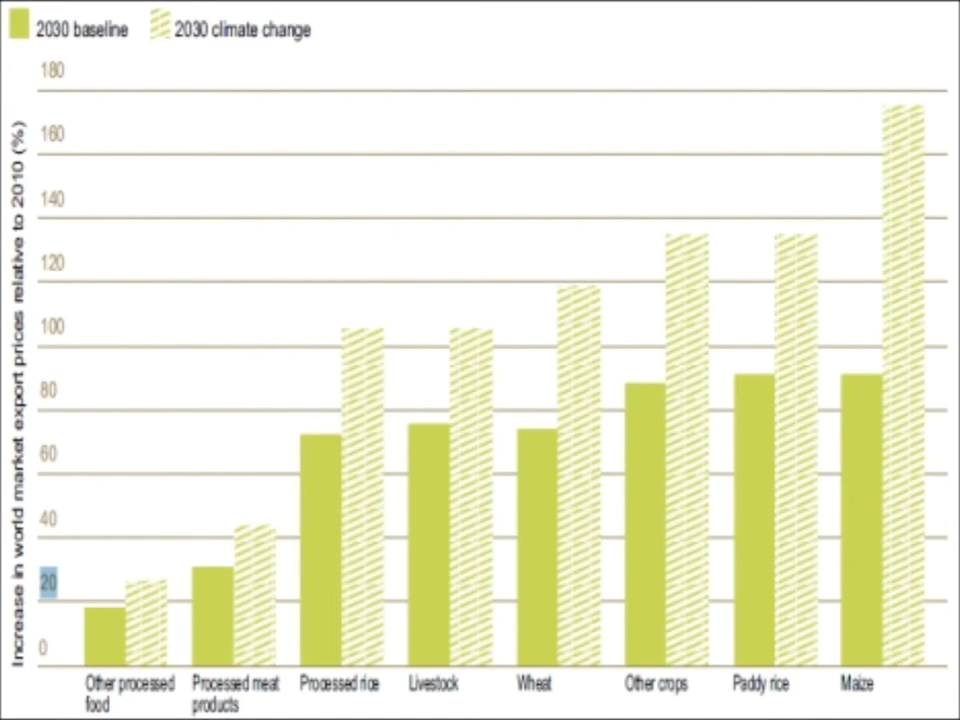 2030 baseline 2030 climate change
Increase in world market export prices relative to 2010 (%)
180
160
140
120
100
80
60
40
20
0
Other processed food
Processed meat products
Processed rice
Livestock
Wheat
Other crops
Paddy rice
Maize